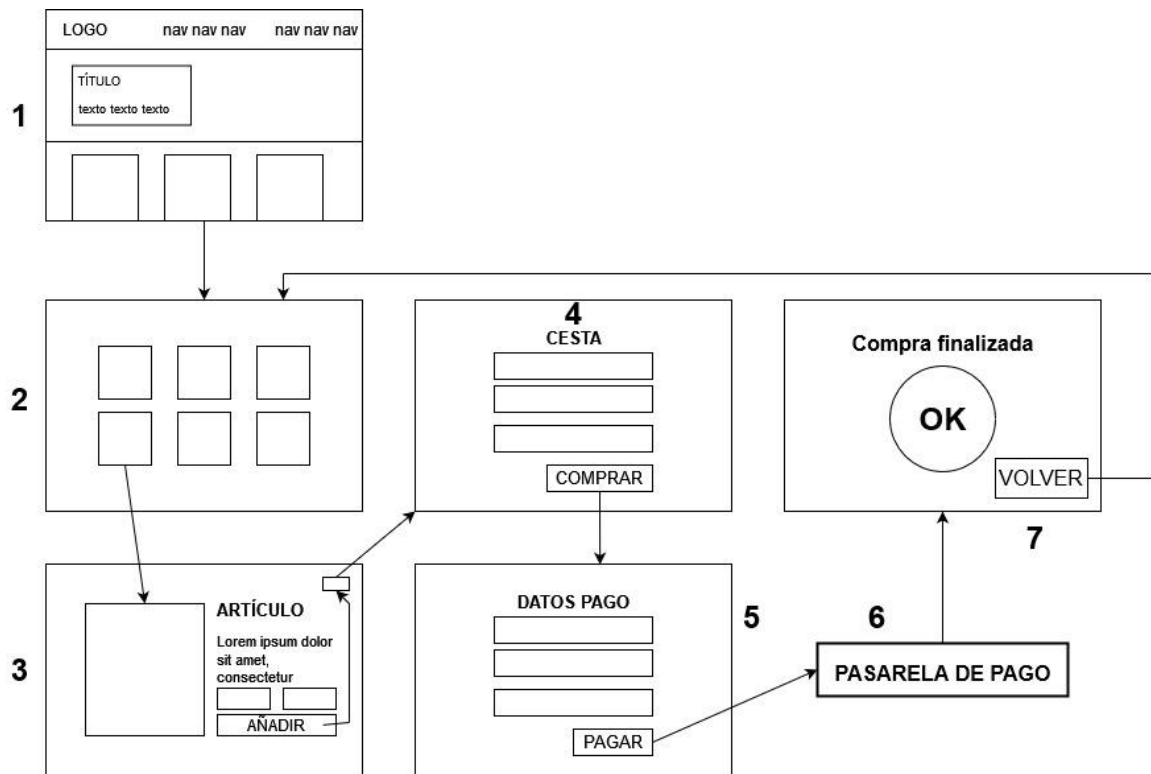 LOGO nav nav nav nav nav nav
TÍTULO
texto texto texto
1
2
4
CESTA
COMPRAR
Compra finalizada
OK
VOLVER
7
3
ARTÍCULO
Lorem ipsum dolor
sit amet,
consectetur
AÑADIR
DATOS PAGO
PAGAR
5
6
PASARELA DE PAGO